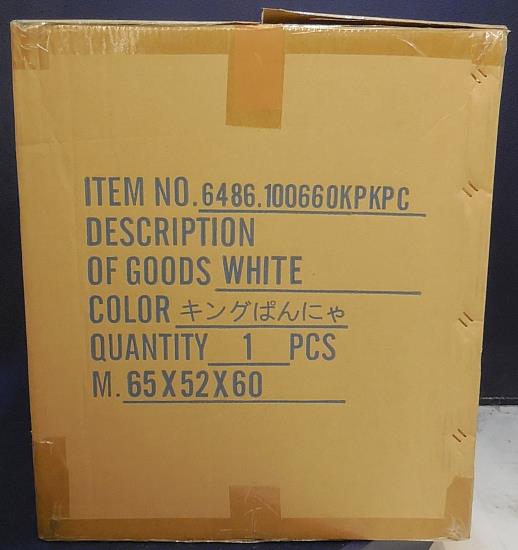 ITEM NO. 6486.100660KPKPC
DESCRIPTION
OF GOODS WHITE
COLOR キングぱんにゃ
QUANTITY 1 PCS
M. 65X52X60